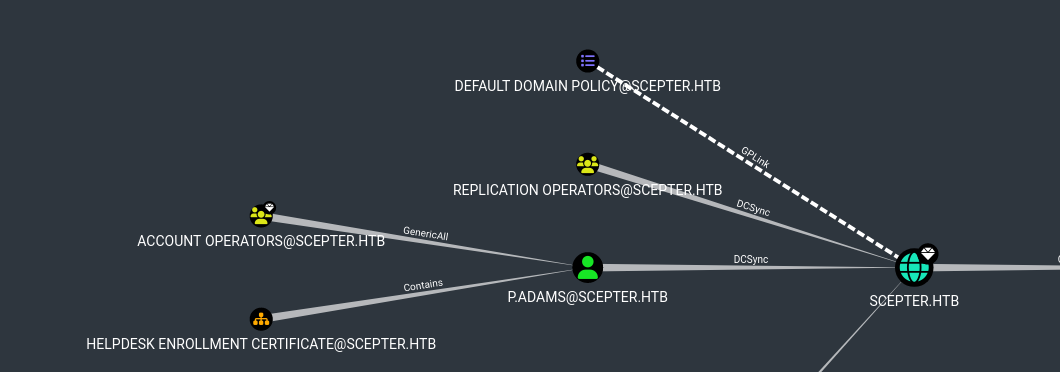 DEFAULT DOMAIN POLICY@SCEPTER.HTB
GPLink
REPLICATION OPERATORS@SCEPTER.HTB
DCSync
ACCOUNT OPERATORS@SCEPTER.HTB
GenericAll
DCSync
P.ADAMS@SCEPTER.HTB
SCEPTER.HTB
Contains
HELPDESK ENROLLMENT CERTIFICATE@SCEPTER.HTB